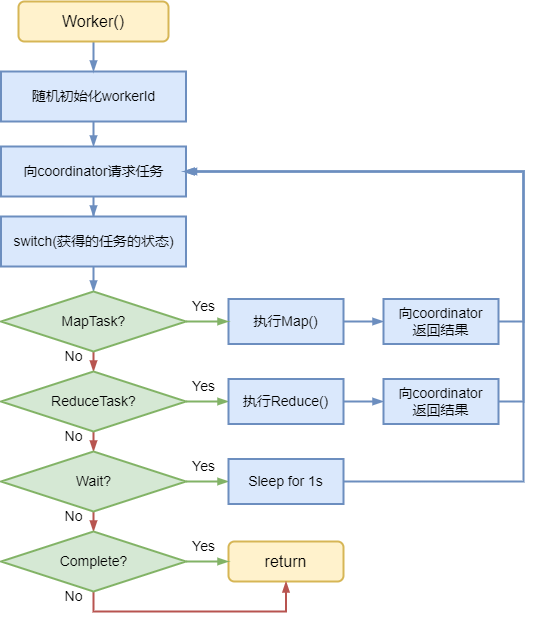 Worker()
随机初始化workerId
向coordinator请求任务
switch(获得的任务的状态)
MapTask?
Yes
执行Map()
向coordinator
返回结果
No
ReduceTask?
Yes
执行Reduce()
向coordinator
返回结果
No
Wait?
Yes
Sleep for 1s
No
Complete?
Yes
return
No